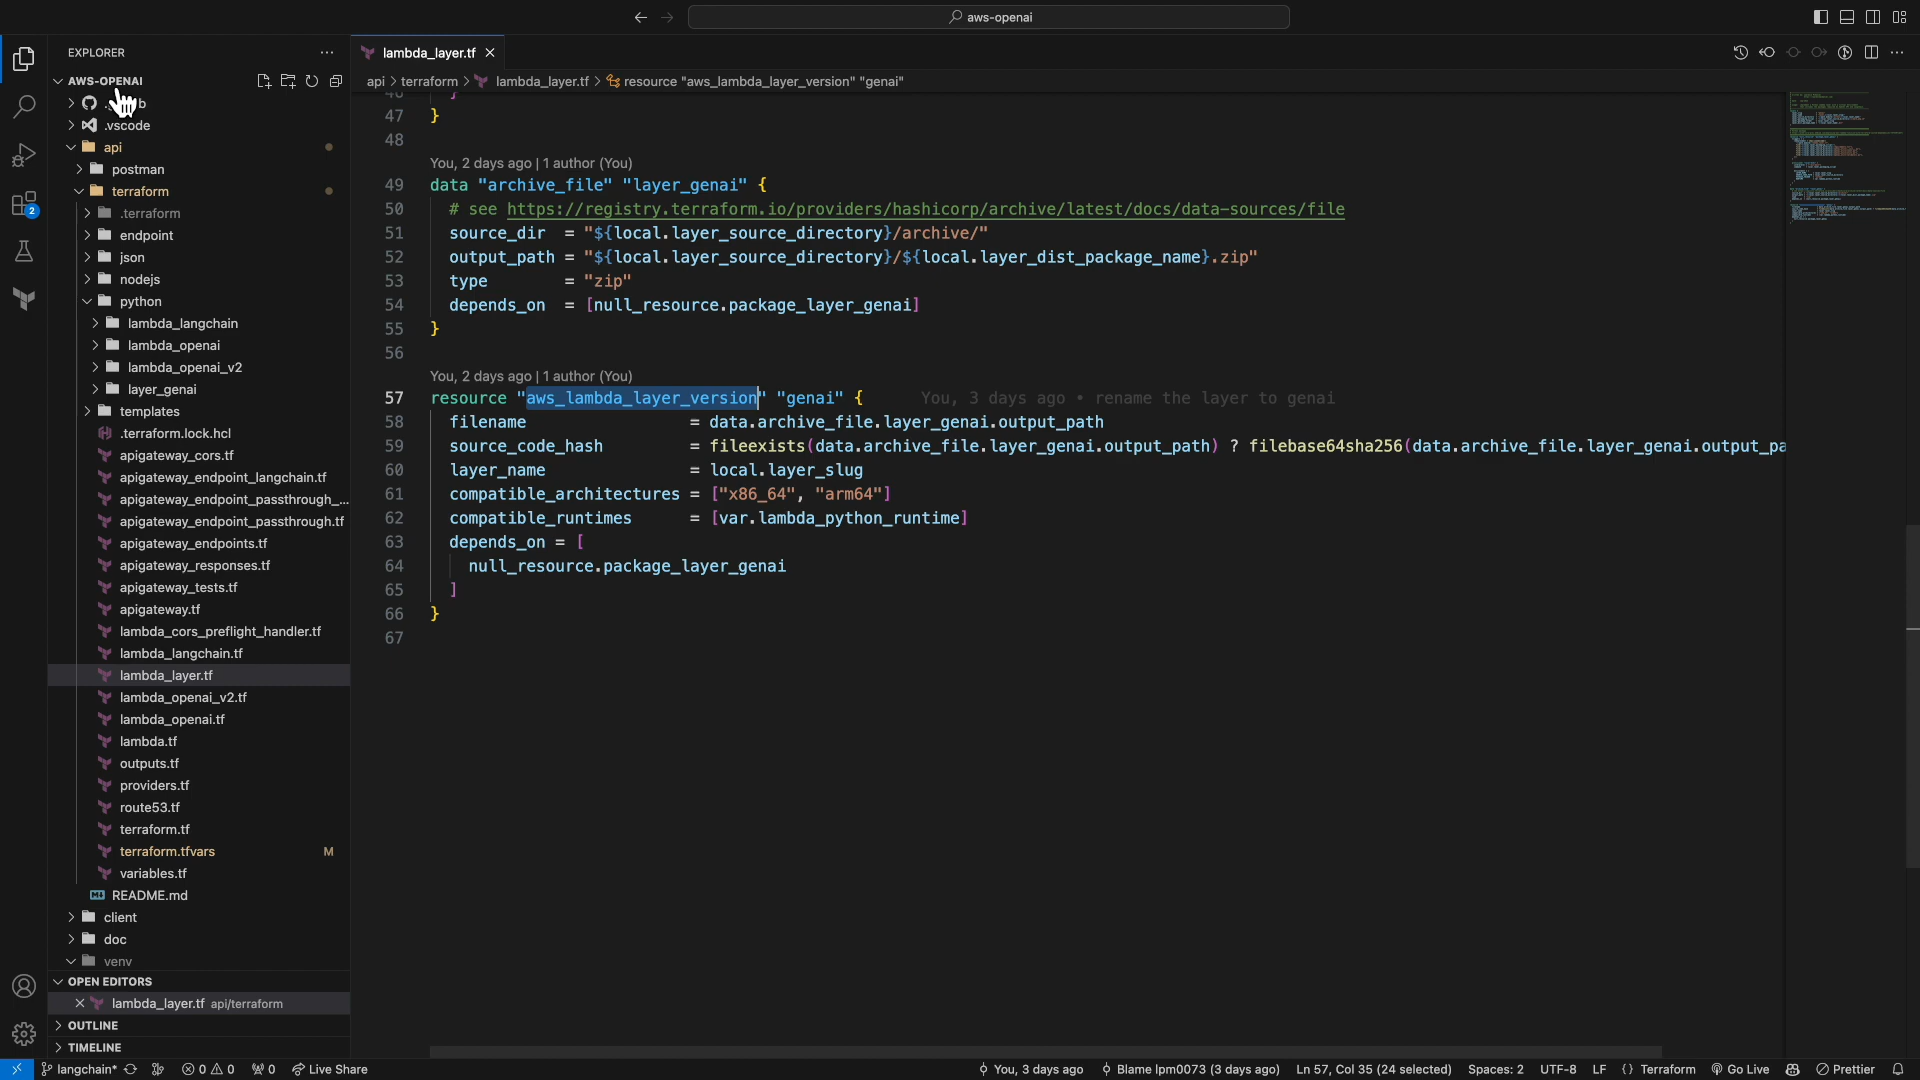 aws-openai
EXPLORER
AWS-OPENAI
.vscode
api
postman
terraform
.terraform
endpoint
json
nodejs
python
lambda_langchain
lambda_openai
lambda_openai_v2
layer_genai
templates
.terraform.lock.hcl
apigateway_cors.tf
apigateway_endpoint_langchain.tf
apigateway_endpoint_passthrough_...
apigateway_endpoint_passthrough.tf
apigateway_endpoints.tf
apigateway_responses.tf
apigateway_tests.tf
apigateway.tf
lambda_cors_preflight_handler.tf
lambda_langchain.tf
lambda_layer.tf
lambda_openai_v2.tf
lambda_openai.tf
lambda.tf
outputs.tf
providers.tf
route53.tf
terraform.tf
terraform.tfvars M
variables.tf
README.md
client
doc
venv
OPEN EDITORS
lambda_layer.tf api/terraform
OUTLINE
TIMELINE
2
lambda_layer.tf
api > terraform > lambda_layer.tf > resource "aws_lambda_layer_version" "genai"
46 }
47 }
48
You, 2 days ago | 1 author (You)
49 data "archive_file" "layer_genai" {
50 # see https://registry.terraform.io/providers/hashicorp/archive/latest/docs/data-sources/file
51 source_dir = "${local.layer_source_directory}/archive/"
52 output_path = "${local.layer_source_directory}/${local.layer_dist_package_name}.zip"
53 type = "zip"
54 depends_on = [null_resource.package_layer_genai]
55 }
56
You, 2 days ago | 1 author (You)
57 resource "aws_lambda_layer_version" "genai" { You, 3 days ago • rename the layer to genai
58 filename = data.archive_file.layer_genai.output_path
59 source_code_hash = fileexists(data.archive_file.layer_genai.output_path) ? filebase64sha256(data.archive_file.layer_genai.output_pa
60 layer_name = local.layer_slug
61 compatible_architectures = ["x86_64", "arm64"]
62 compatible_runtimes = [var.lambda_python_runtime]
63 depends_on = [
64 null_resource.package_layer_genai
65 ]
66 }
67
langchain* 0 0 0 Live Share You, 3 days ago Blame lpm0073 (3 days ago) Ln 57, Col 35 (24 selected) Spaces: 2 UTF-8 LF {} Terraform Go Live Prettier